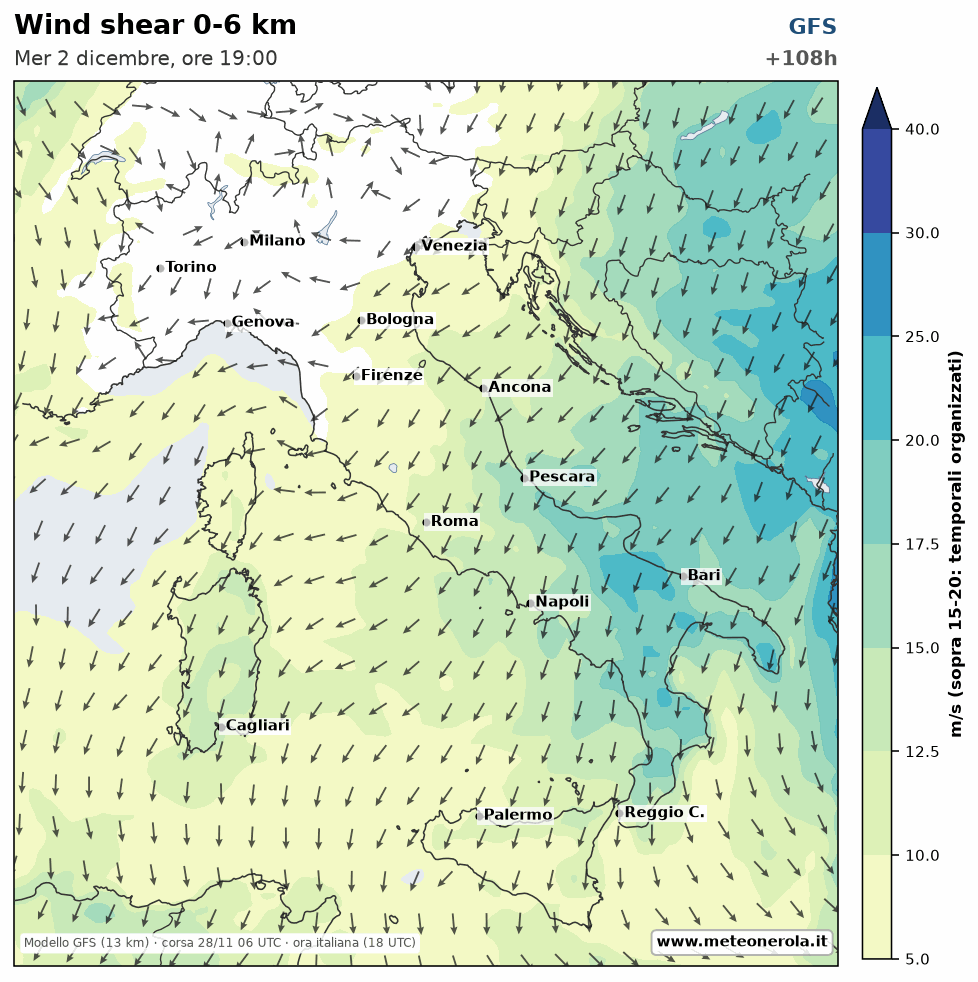 Wind shear 0-6 km
GFS
Mer 2 dicembre, ore 19:00
+108h
Milano
Venezia
Torino
Genova
Bologna
Firenze
Ancona
Pescara
Roma
Bari
Napoli
Cagliari
Palermo
Reggio C.
40.0
30.0
25.0
20.0
17.5
15.0
12.5
10.0
5.0
m/s (sopra 15-20: temporali organizzati)
Modello GFS (13 km) · corsa 28/11 06 UTC · ora italiana (18 UTC)
www.meteonerola.it